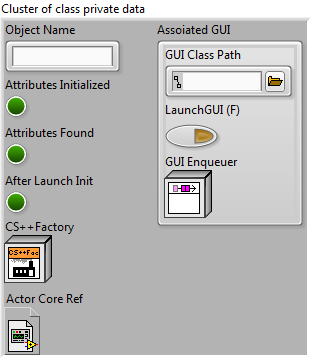 Cluster of class private data
Object Name
Attributes Initialized
Attributes Found
After Launch Init
CS++Factory
CS++Fac
Actor Core Ref
Assoiated GUI
GUI Class Path
LaunchGUI (F)
GUI Enqueuer